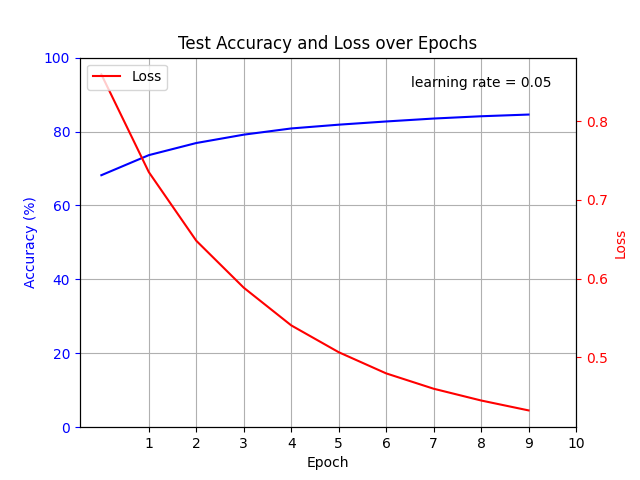 Test Accuracy and Loss over Epochs
Loss
learning rate = 0.05
100
80
60
40
20
0
Accuracy (%)
0.8
0.7
0.6
0.5
Loss
1 2 3 4 5 6 7 8 9 10
Epoch